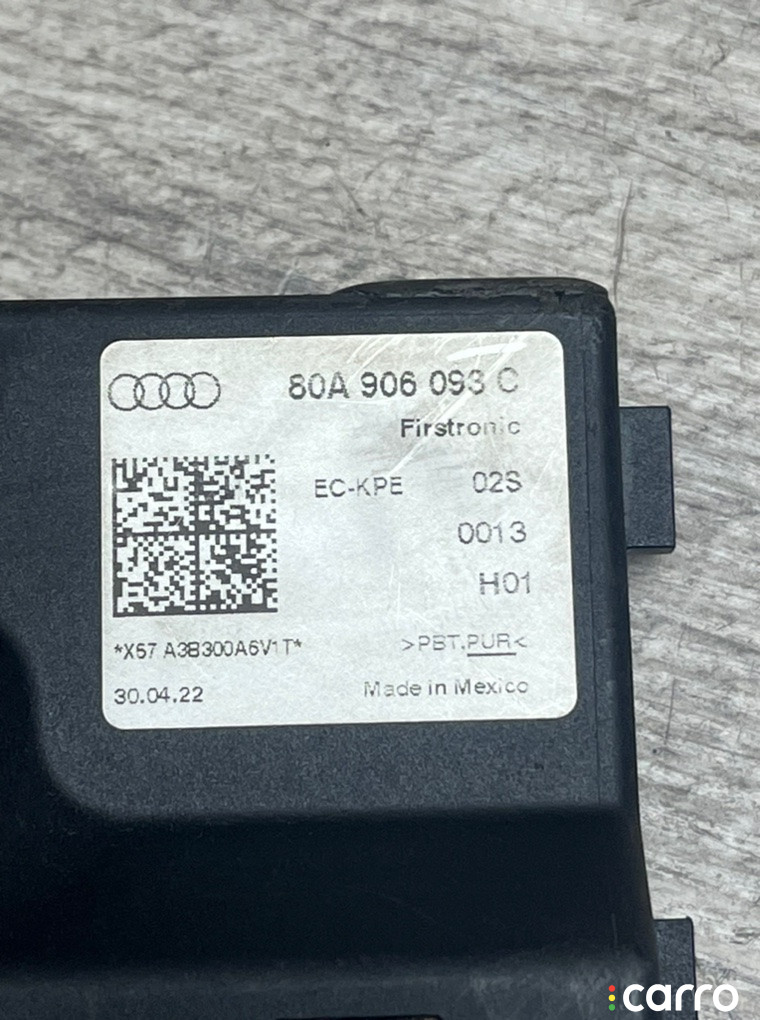 80A 906 093 C
Firstronic
EC-KPE 02S
0013
H01
*X67 A3B300A6V1T*
>PBT.PUR<
30.04.22
Made in Mexico
carro